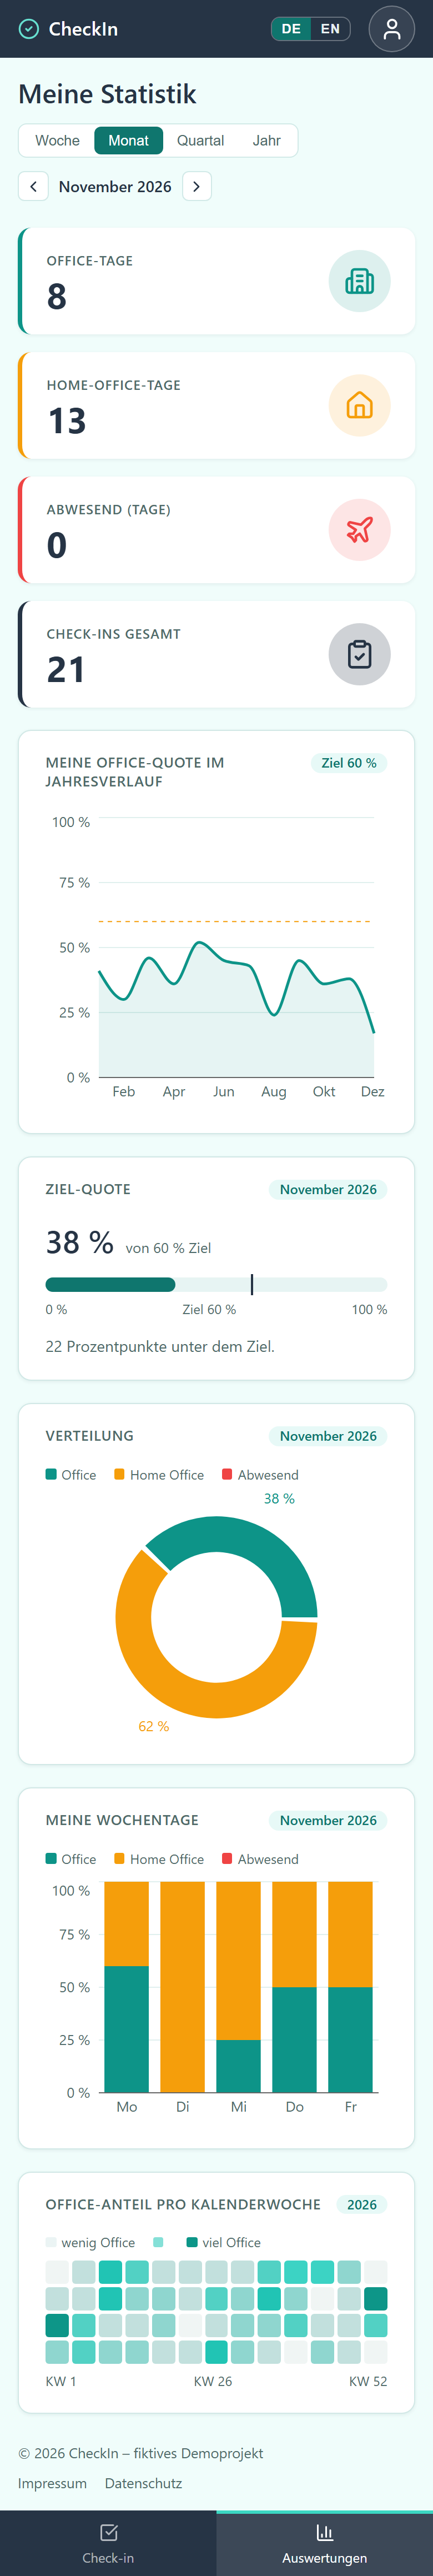 CheckIn
DE EN
Meine Statistik
Woche Monat Quartal Jahr
November 2026
OFFICE-TAGE
8
HOME-OFFICE-TAGE
13
ABWESEND (TAGE)
0
CHECK-INS GESAMT
21
MEINE OFFICE-QUOTE IM
JAHRESVERLAUF
Ziel 60 %
100 %
75 %
50 %
25 %
0 %
Feb Apr Jun Aug Okt Dez
ZIEL-QUOTE
November 2026
38 % von 60 % Ziel
0 % Ziel 60 % 100 %
22 Prozentpunkte unter dem Ziel.
VERTEILUNG
November 2026
Office Home Office Abwesend
38 %
62 %
MEINE WOCHENTAGE
November 2026
Office Home Office Abwesend
100 %
75 %
50 %
25 %
0 %
Mo Di Mi Do Fr
OFFICE-ANTEIL PRO KALENDERWOCHE
2026
wenig Office viel Office
KW 1 KW 26 KW 52
© 2026 CheckIn – fiktives Demoprojekt
Impressum Datenschutz
Check-in Auswertungen